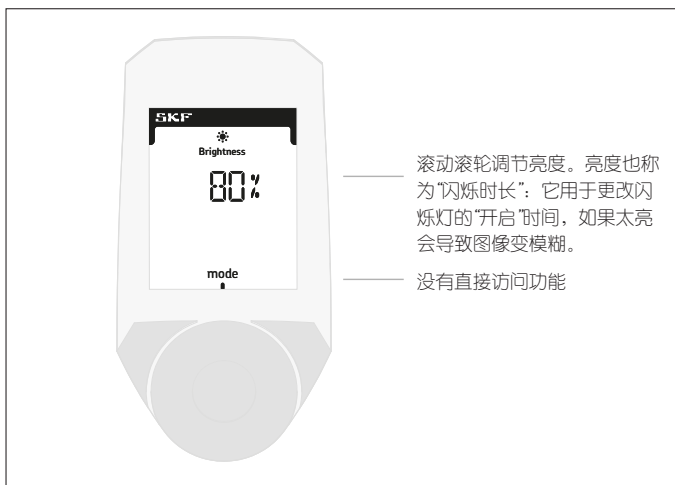 SKF
Brightness
80%
mode
滚动滚轮调节亮度。亮度也称
为“闪烁时长”：它用于更改闪
烁灯的“开启”时间，如果太亮
会导致图像变模糊。
没有直接访问功能